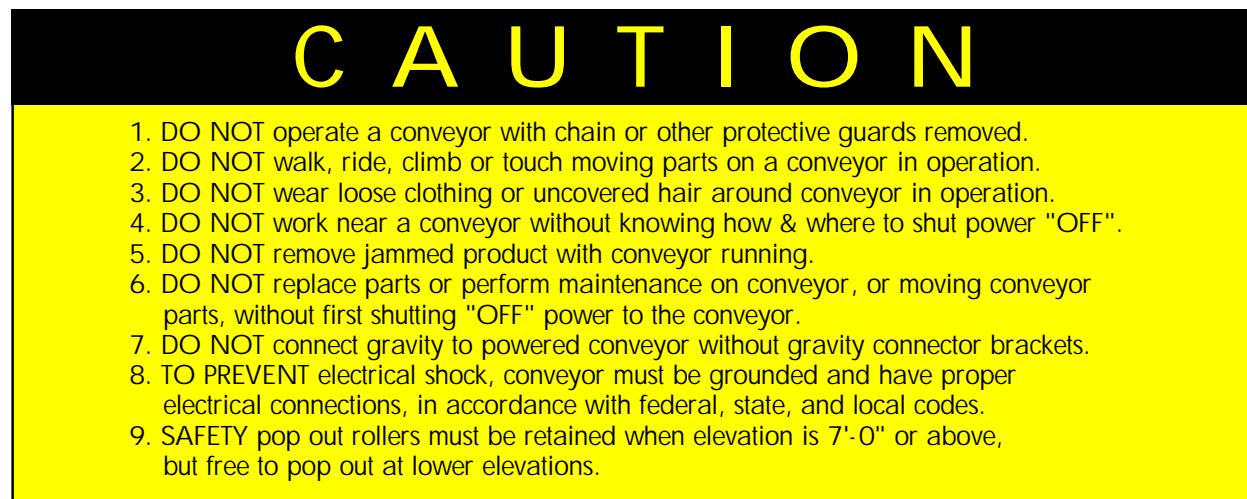 CAUTION
1. DO NOT operate a conveyor with chain or other protective guards removed.
2. DO NOT walk, ride, climb or touch moving parts on a conveyor in operation.
3. DO NOT wear loose clothing or uncovered hair around conveyor in operation.
4. DO NOT work near a conveyor without knowing how & where to shut power "OFF".
5. DO NOT remove jammed product with conveyor running.
6. DO NOT replace parts or perform maintenance on conveyor, or moving conveyor
parts, without first shutting "OFF" power to the conveyor.
7. DO NOT connect gravity to powered conveyor without gravity connector brackets.
8. TO PREVENT electrical shock, conveyor must be grounded and have proper
electrical connections, in accordance with federal, state, and local codes.
9. SAFETY pop out rollers must be retained when elevation is 7'-0" or above,
but free to pop out at lower elevations.